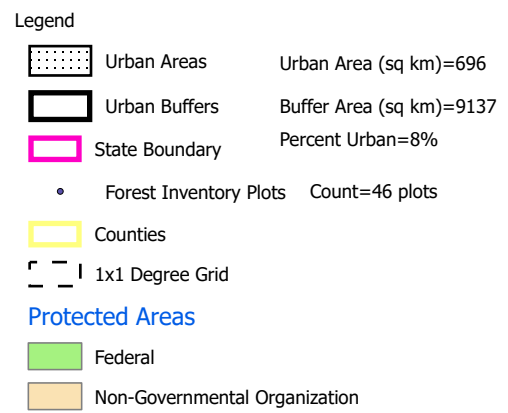 Legend
Urban Areas Urban Area (sq km)=696
Urban Buffers Buffer Area (sq km)=9137
State Boundary Percent Urban=8%
Forest Inventory Plots Count=46 plots
Counties
1x1 Degree Grid
Protected Areas
Federal
Non-Governmental Organization